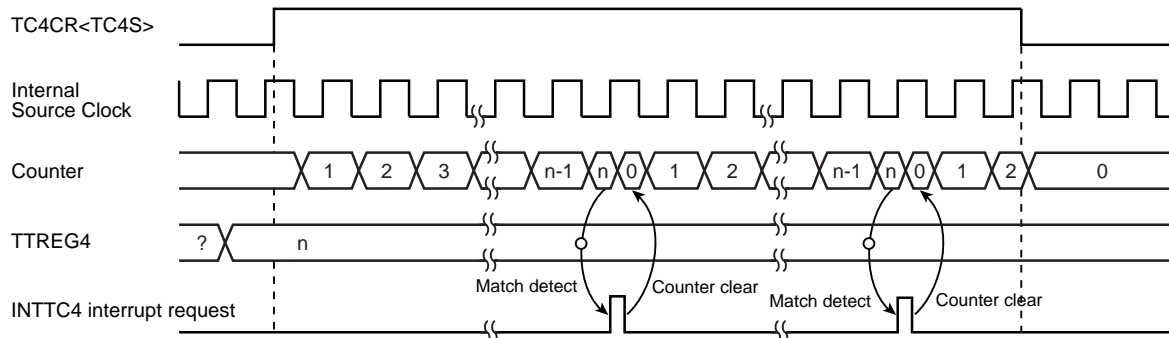 TC4CR<TC4S>
Internal
Source Clock
Counter
1 2 3 n-1 n 0 1 2 n-1 n 0 1 2 0
TTREG4
? n
Match detect Counter clear Match detect Counter clear
INTTC4 interrupt request